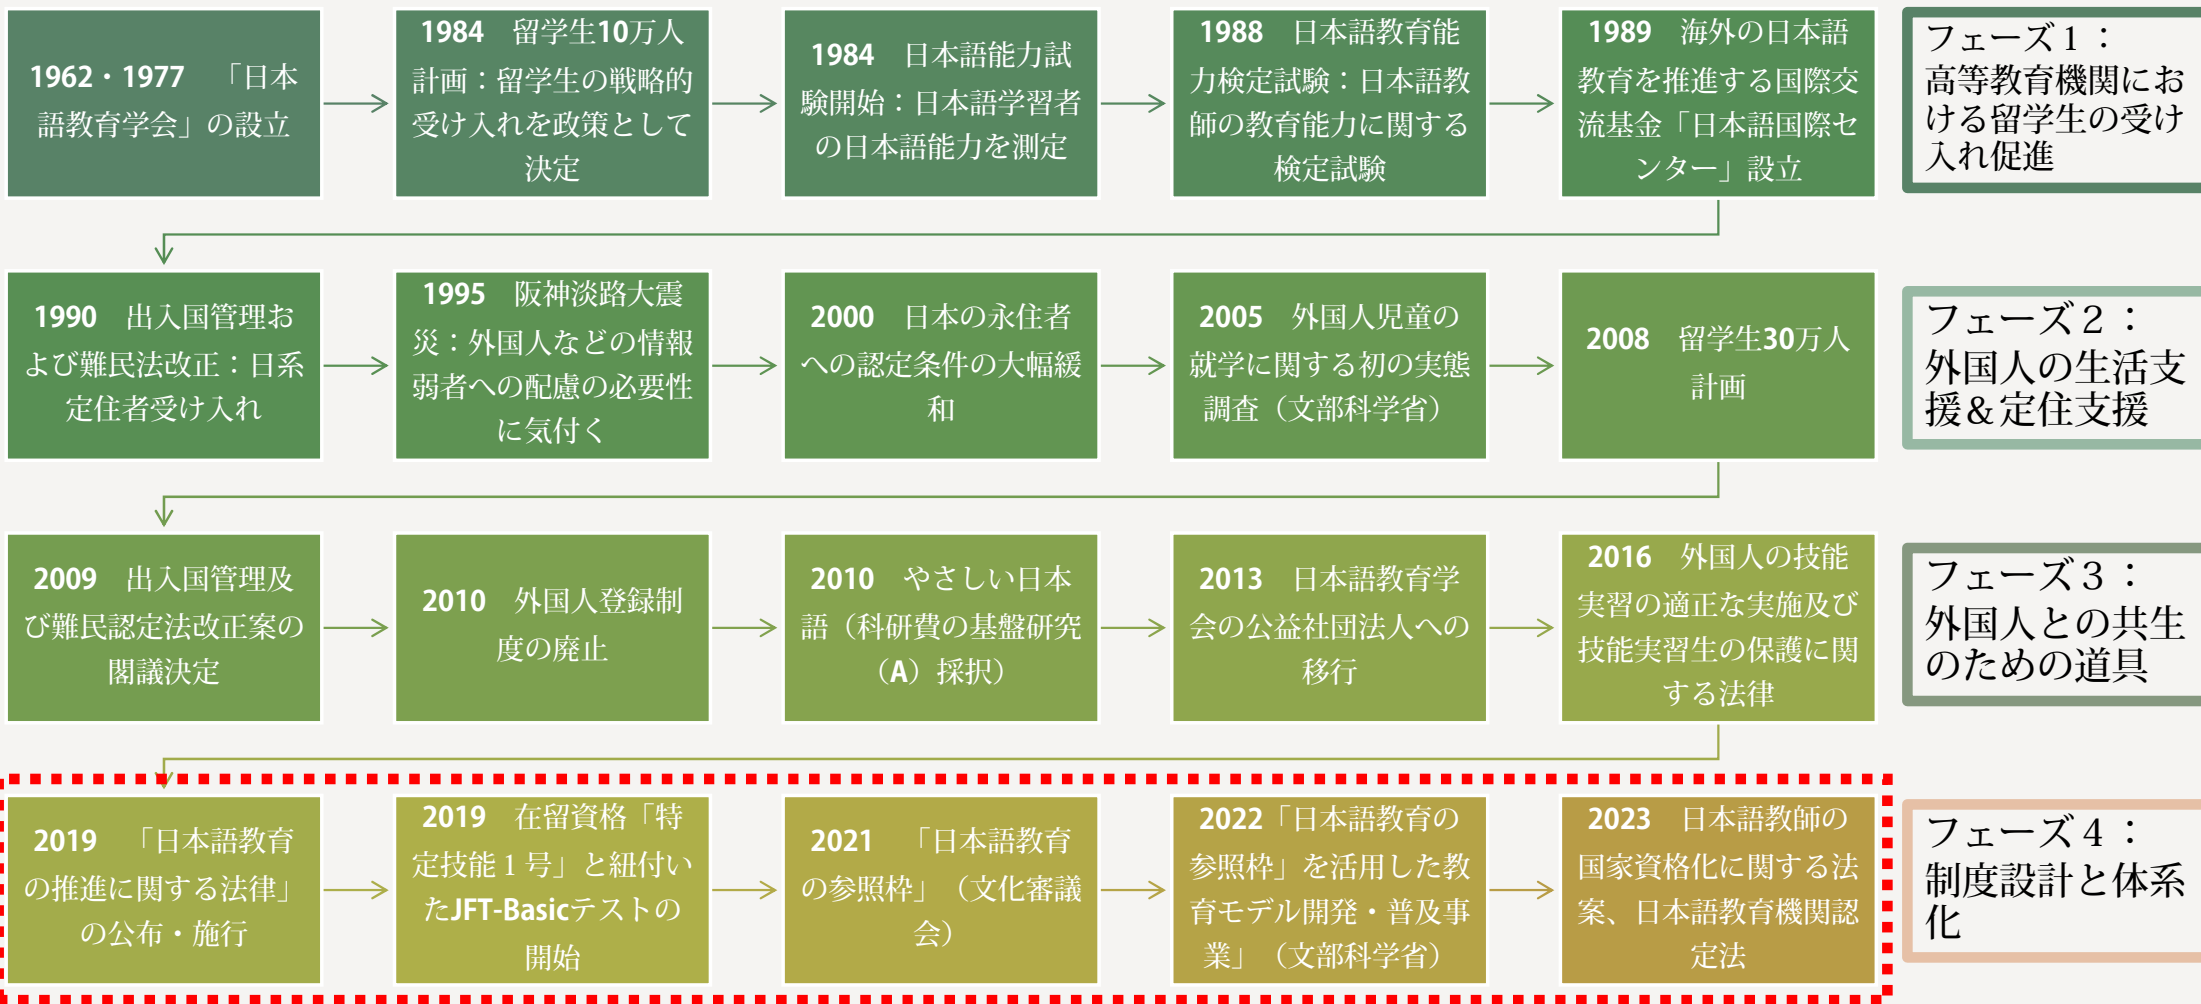 1962・1977　「日本
語教育学会」の設立
1984　留学生10万人
計画：留学生の戦略的
受け入れを政策として
決定
1984　日本語能力試
験開始：日本語学習者
の日本語能力を測定
1988　日本語教育能
力検定試験：日本語教
師の教育能力に関する
検定試験
1989　海外の日本語
教育を推進する国際交
流基金「日本語国際セ
ンター」設立
フェーズ１：
高等教育機関にお
ける留学生の受け
入れ促進
1990　出入国管理お
よび難民法改正：日系
定住者受け入れ
1995　阪神淡路大震
災：外国人などの情報
弱者への配慮の必要性
に気付く
2000　日本の永住者
への認定条件の大幅緩
和
2005　外国人児童の
就学に関する初の実態
調査（文部科学省）
2008　留学生30万人
計画
フェーズ２：
外国人の生活支
援＆定住支援
2009　出入国管理及
び難民認定法改正案の
閣議決定
2010　外国人登録制
度の廃止
2010　やさしい日本
語（科研費の基盤研究
（A）採択）
2013　日本語教育学
会の公益社団法人への
移行
2016　外国人の技能
実習の適正な実施及び
技能実習生の保護に関
する法律
フェーズ３：
外国人との共生
のための道具
2019　「日本語教育
の推進に関する法律」
の公布・施行
2019　在留資格「特
定技能１号」と紐付い
たJFT-Basicテストの
開始
2021　「日本語教育
の参照枠」（文化審議
会）
2022「日本語教育の
参照枠」を活用した教
育モデル開発・普及事
業」（文部科学省）
2023　日本語教師の
国家資格化に関する法
案、日本語教育機関認
定法
フェーズ４：
制度設計と体系
化